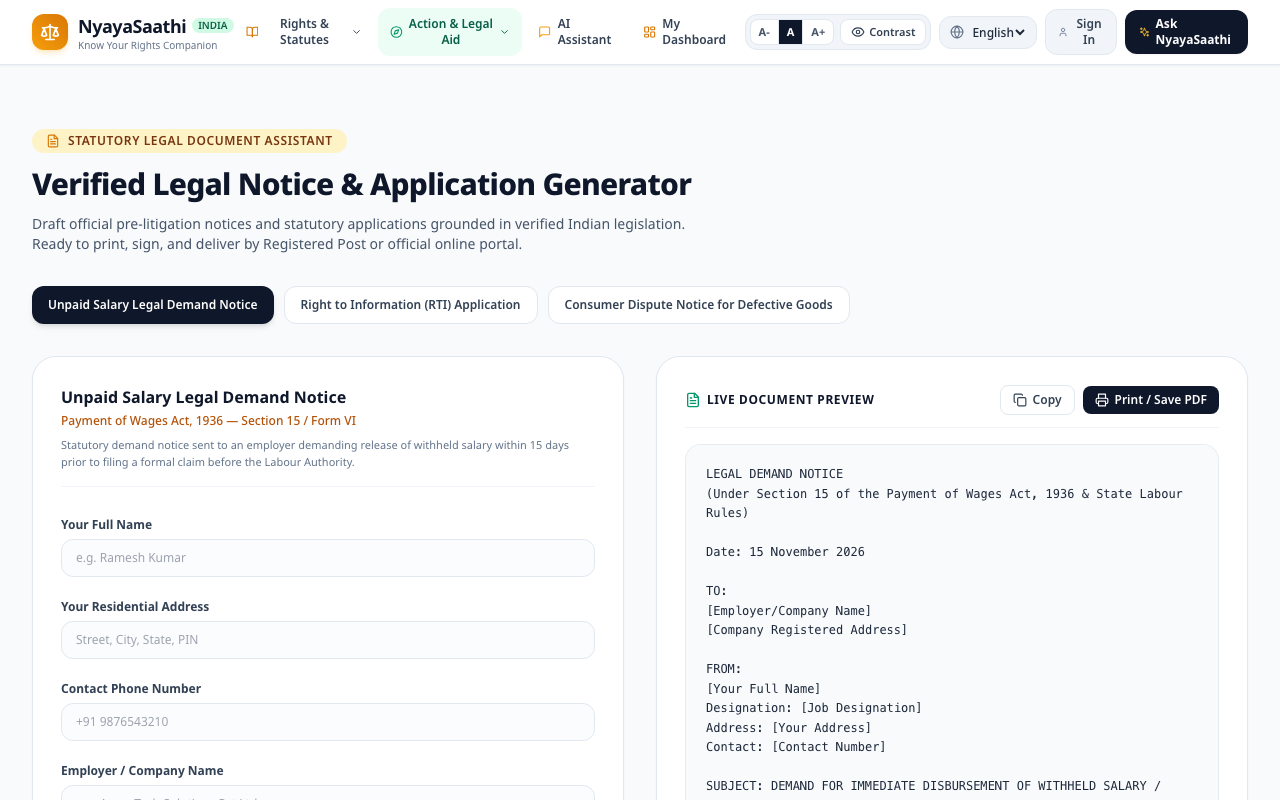 NyayaSaathi INDIA
Know Your Rights Companion
Rights & Statutes
Action & Legal Aid
AI Assistant
My Dashboard
A- A A+ Contrast
English
Sign In
Ask NyayaSaathi
STATUTORY LEGAL DOCUMENT ASSISTANT
Verified Legal Notice & Application Generator
Draft official pre-litigation notices and statutory applications grounded in verified Indian legislation.
Ready to print, sign, and deliver by Registered Post or official online portal.
Unpaid Salary Legal Demand Notice
Right to Information (RTI) Application
Consumer Dispute Notice for Defective Goods
Unpaid Salary Legal Demand Notice
Payment of Wages Act, 1936 — Section 15 / Form VI
Statutory demand notice sent to an employer demanding release of withheld salary within 15 days
prior to filing a formal claim before the Labour Authority.
Your Full Name
e.g. Ramesh Kumar
Your Residential Address
Street, City, State, PIN
Contact Phone Number
+91 9876543210
Employer / Company Name
LIVE DOCUMENT PREVIEW
Copy
Print / Save PDF
LEGAL DEMAND NOTICE
(Under Section 15 of the Payment of Wages Act, 1936 & State Labour
Rules)
Date: 15 November 2026
TO:
[Employer/Company Name]
[Company Registered Address]
FROM:
[Your Full Name]
Designation: [Job Designation]
Address: [Your Address]
Contact: [Contact Number]
SUBJECT: DEMAND FOR IMMEDIATE DISBURSEMENT OF WITHHELD SALARY /